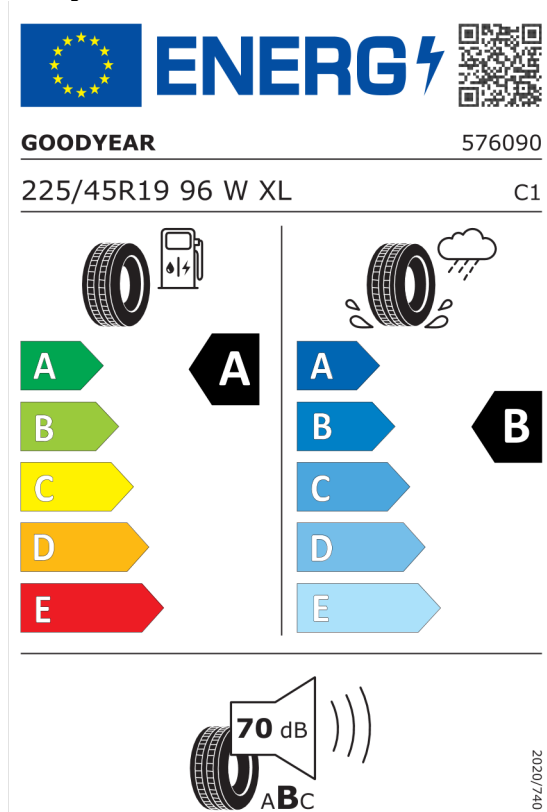 ENERG
GOODYEAR 576090
225/45R19 96 W XL C1
A A A
B B B
C C
D D
E E
70 dB
ABC
2020/740